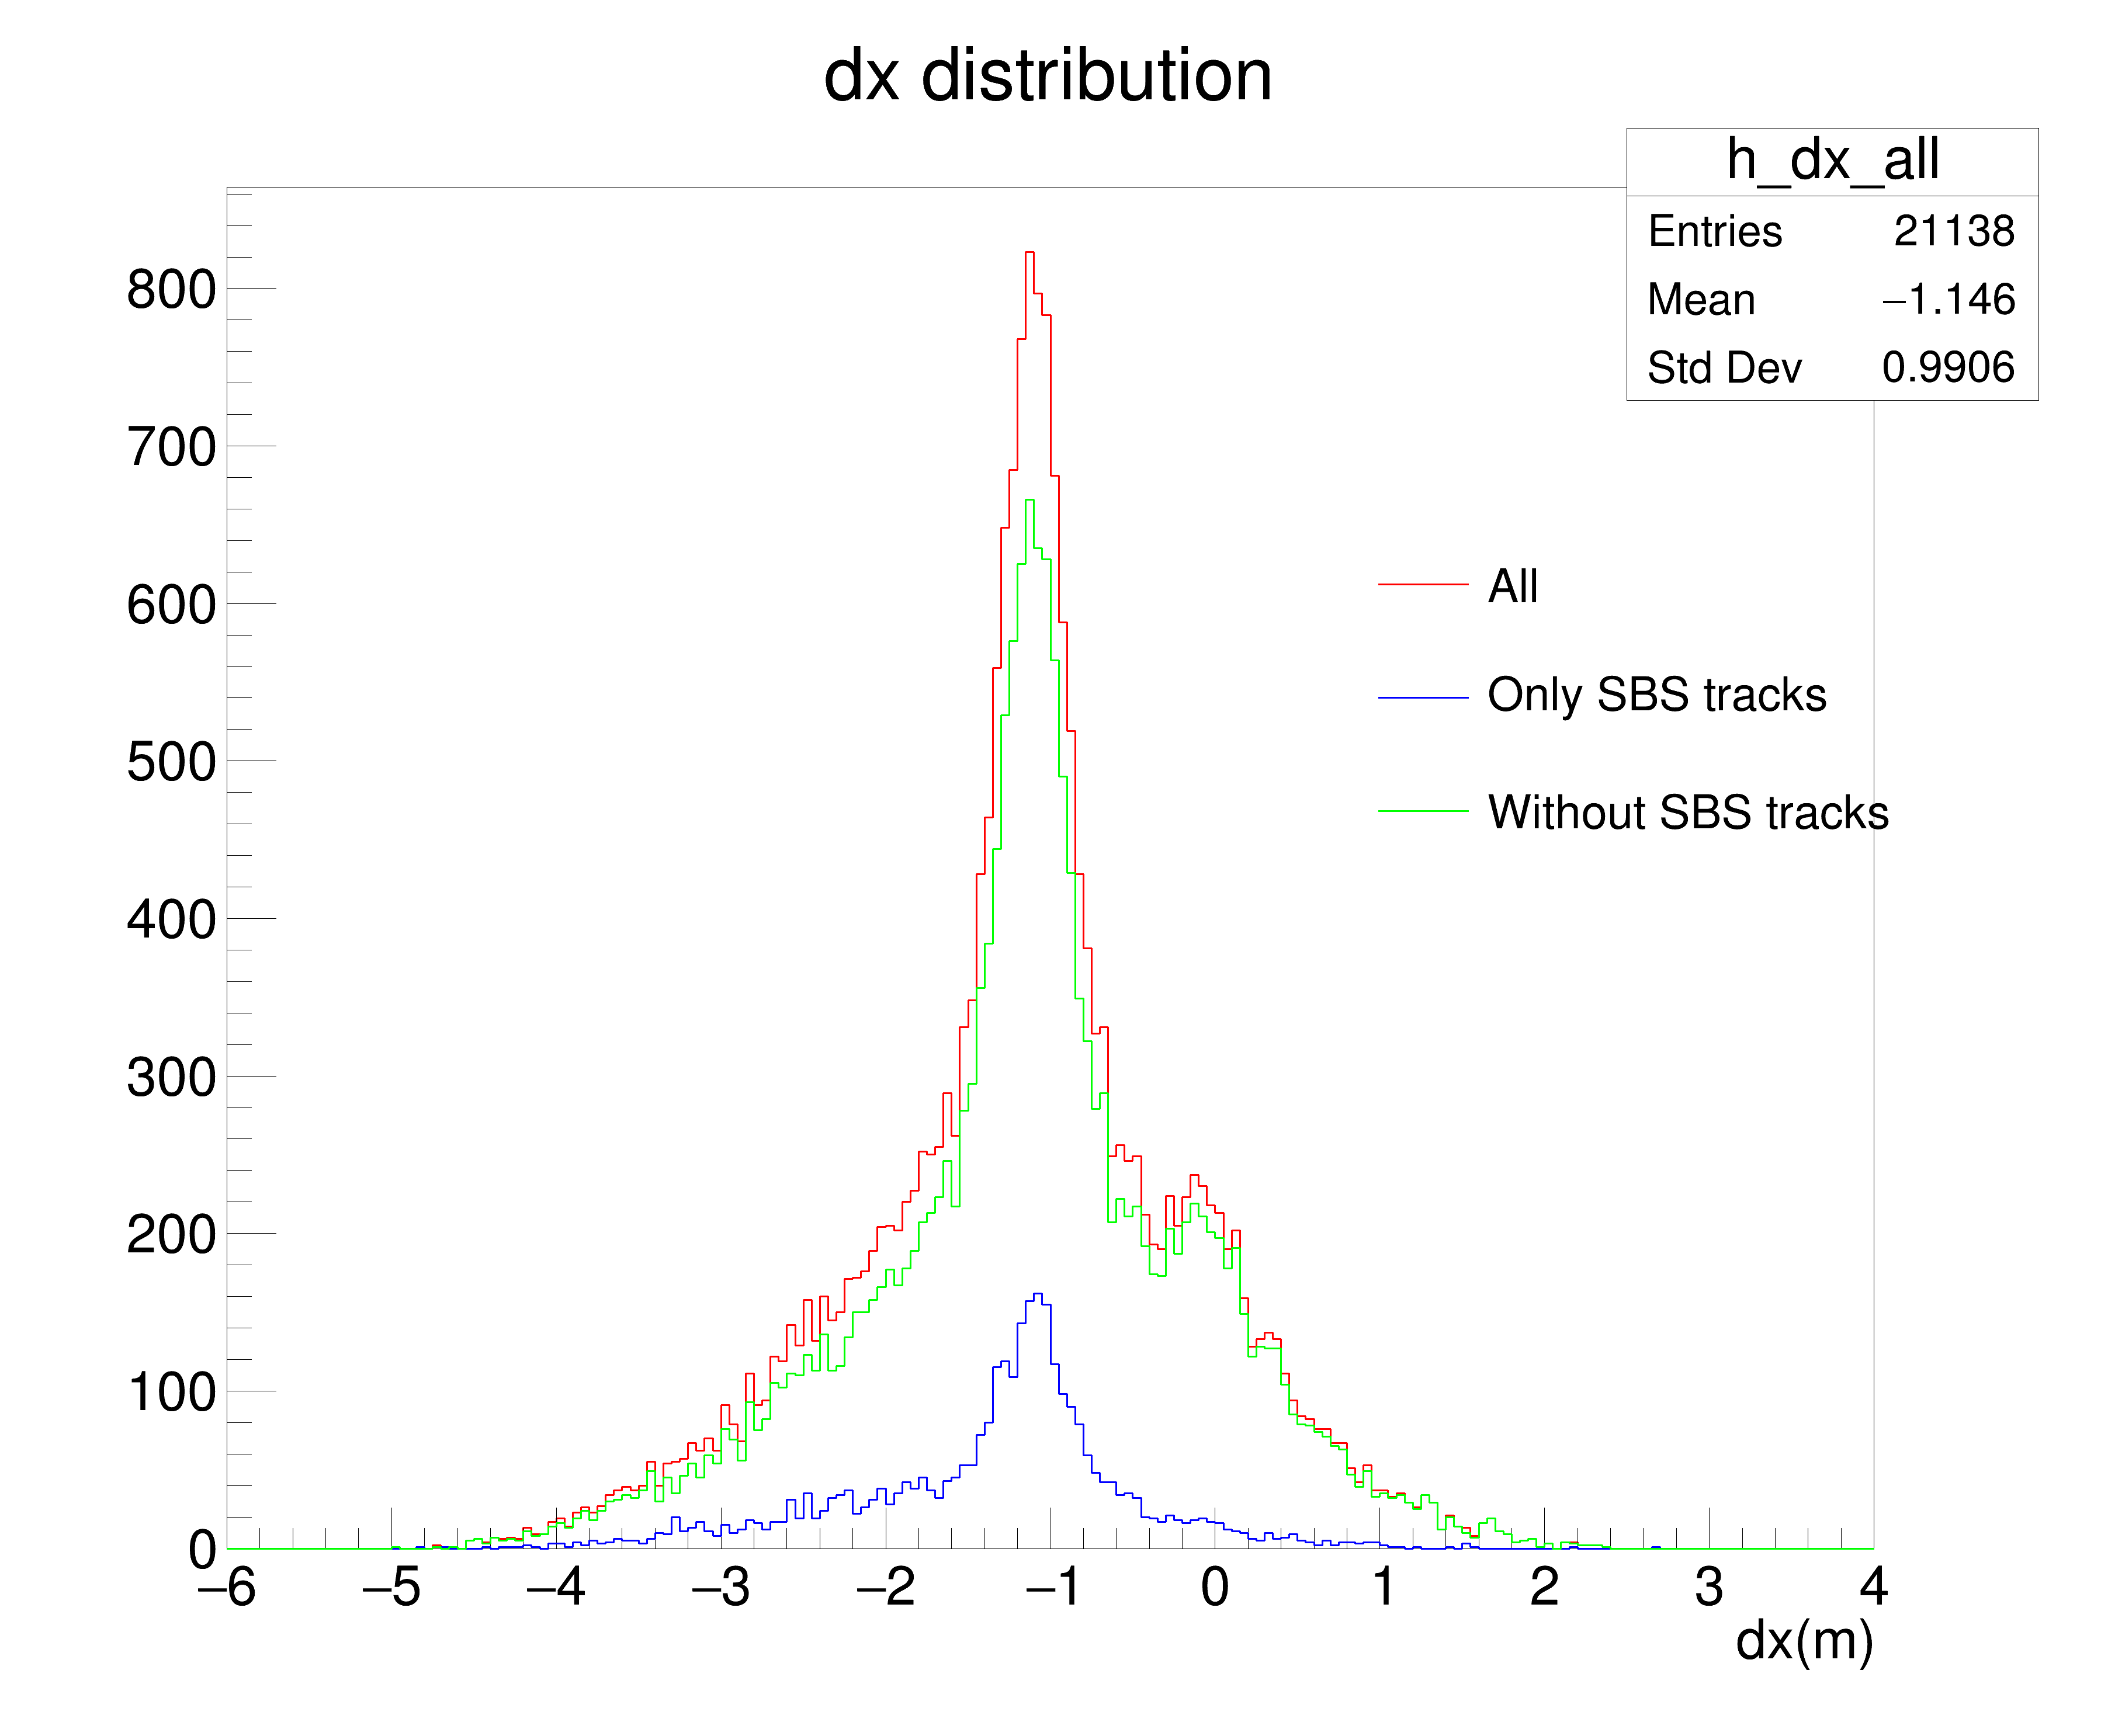 dx distribution
h_dx_all
Entries 21138
Mean −1.146
Std Dev 0.9906
800
700
600
500
400
300
200
100
0
All
Only SBS tracks
Without SBS tracks
−6 −5 −4 −3 −2 −1 0 1 2 3 4
dx(m)